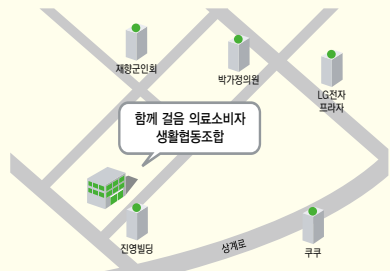 재향군인회
박가정의원
LG전자
프라자
함께 걸음 의료소비자
생활협동조합
진영빌딩
상계로
쿠쿠